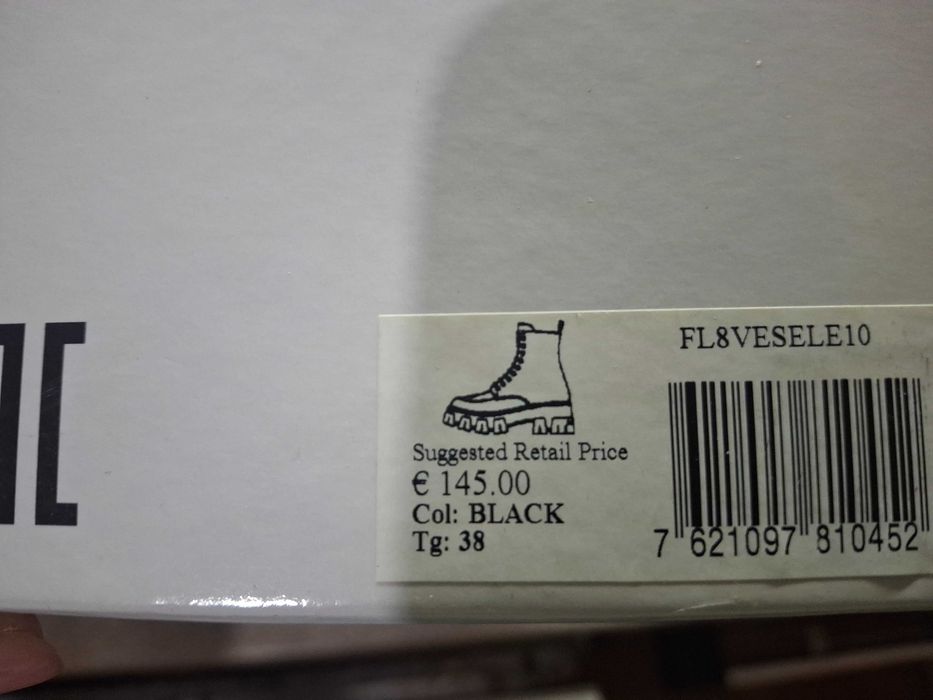 FL8VESELE10
Suggested Retail Price
€ 145.00
Col: BLACK
Tg: 38
7 621097 810452